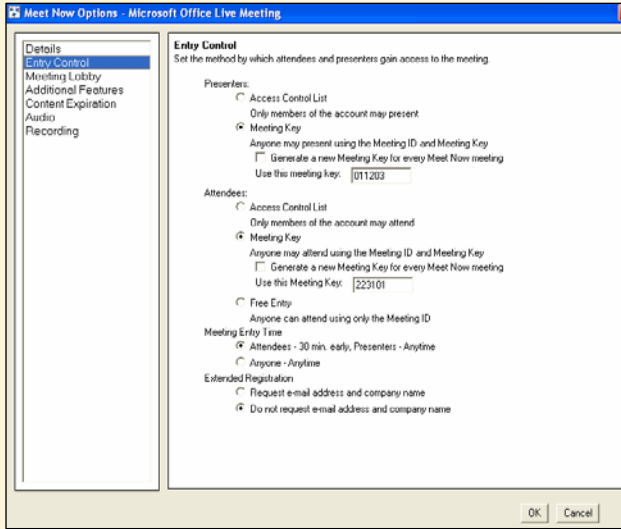 Meet Now Options - Microsoft Office Live Meeting
Details
Entry Control
Meeting Lobby
Additional Features
Content Expiration
Audio
Recording
Entry Control
Set the method by which attendees and presenters gain access to the meeting.
Presenters:
Access Control List
Only members of the account may present
Meeting Key
Anyone may present using the Meeting ID and Meeting Key
Generate a new Meeting Key for every Meet Now meeting
Use this meeting key: 011203
Attendees:
Access Control List
Only members of the account may attend
Meeting Key
Anyone may attend using the Meeting ID and Meeting Key
Generate a new Meeting Key for every Meet Now meeting
Use this Meeting Key: 223101
Free Entry
Anyone can attend using only the Meeting ID
Meeting Entry Time
Attendees - 30 min. early, Presenters - Anytime
Anyone - Anytime
Extended Registration
Request e-mail address and company name
Do not request e-mail address and company name
OK Cancel